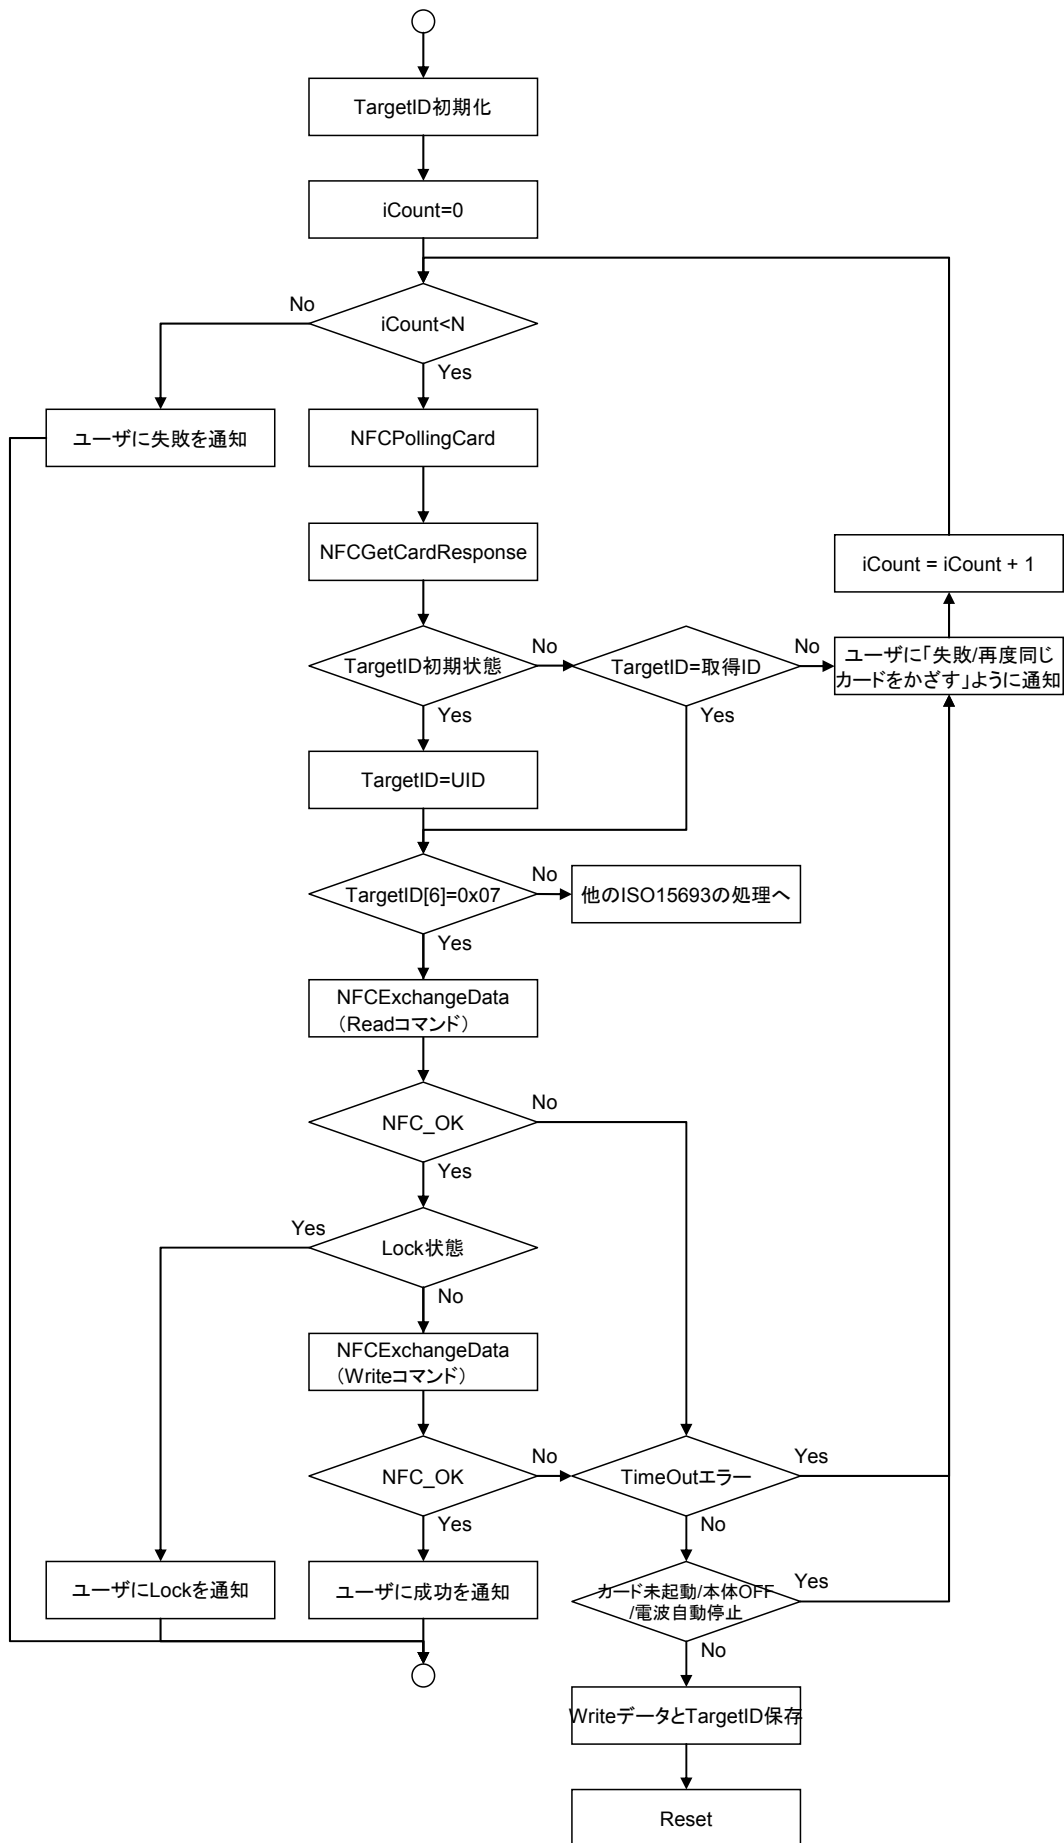 TargetID初期化
iCount=0
No
iCount<N
Yes
ユーザに失敗を通知
NFCPollingCard
NFCGetCardResponse
iCount = iCount + 1
TargetID初期状態
No
TargetID=取得ID
No
ユーザに「失敗/再度同じ
カードをかざす」ように通知
Yes
Yes
TargetID=UID
TargetID[6]=0x07
No
他のISO15693の処理へ
Yes
NFCExchangeData
（Readコマンド）
NFC_OK
No
Yes
Yes
Lock状態
No
NFCExchangeData
（Writeコマンド）
NFC_OK
No
TimeOutエラー
Yes
Yes
No
ユーザにLockを通知
ユーザに成功を通知
カード未起動/本体OFF
/電波自動停止
Yes
No
WriteデータとTargetID保存
Reset